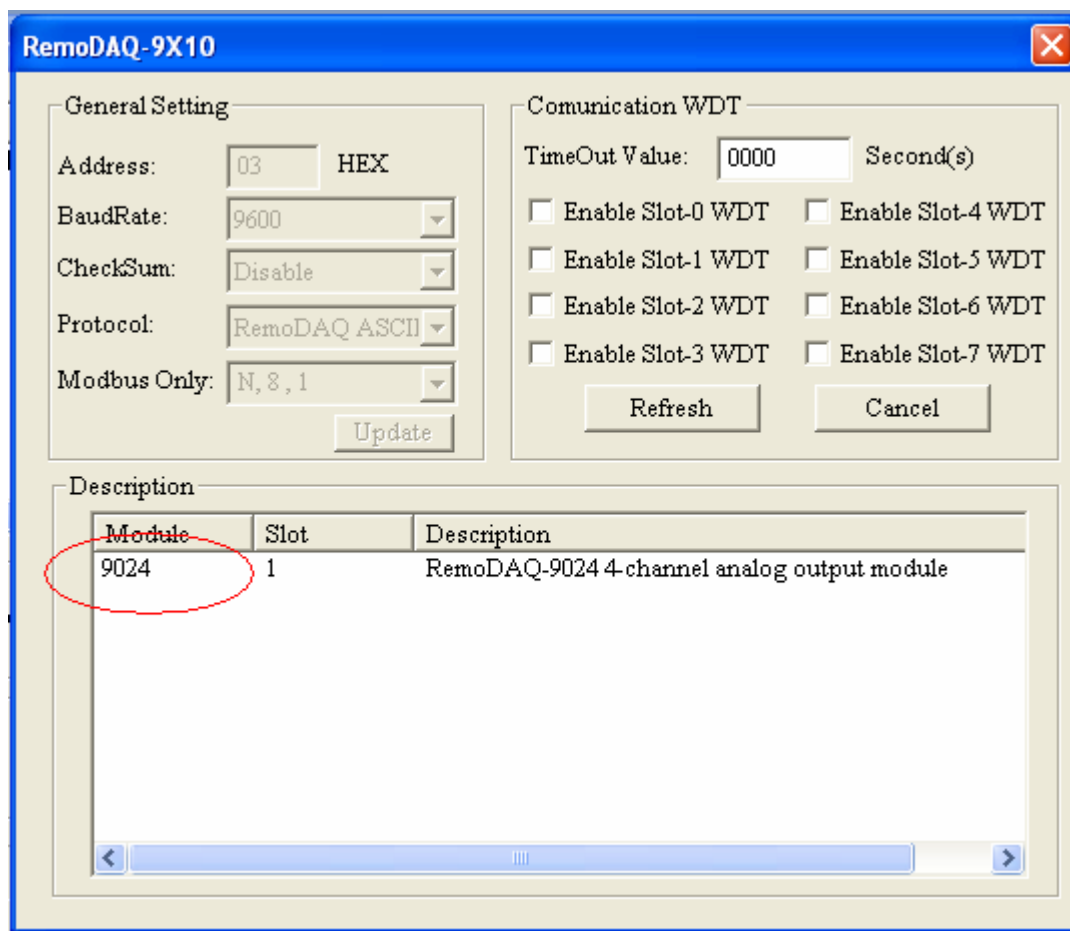 RemoDAQ-9X10
General Setting
Address: 03 HEX
BaudRate: 9600
CheckSum: Disable
Protocol: RemoDAQ ASCII
Modbus Only: N, 8 , 1
Update
Comunication WDT
TimeOut Value: 0000 Second(s)
Enable Slot-0 WDT Enable Slot-4 WDT
Enable Slot-1 WDT Enable Slot-5 WDT
Enable Slot-2 WDT Enable Slot-6 WDT
Enable Slot-3 WDT Enable Slot-7 WDT
Refresh Cancel
Description
Module Slot Description
9024 1 RemoDAQ-9024 4-channel analog output module